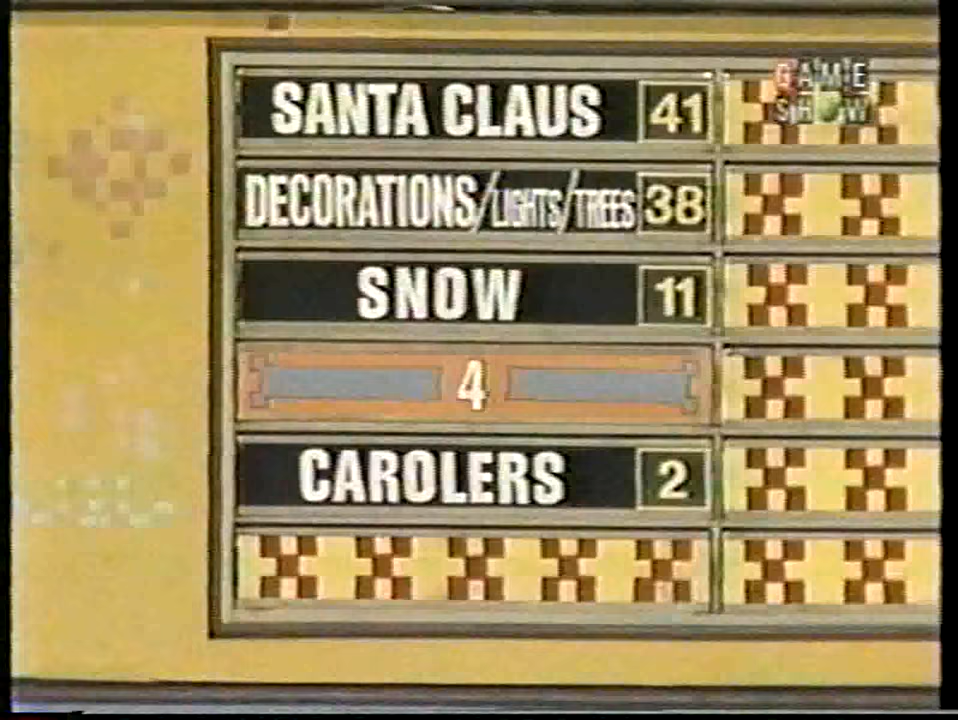 GAME
SHOW
SANTA CLAUS 41
DECORATIONS/LIGHTS/TREES 38
SNOW 11
4
CAROLERS 2